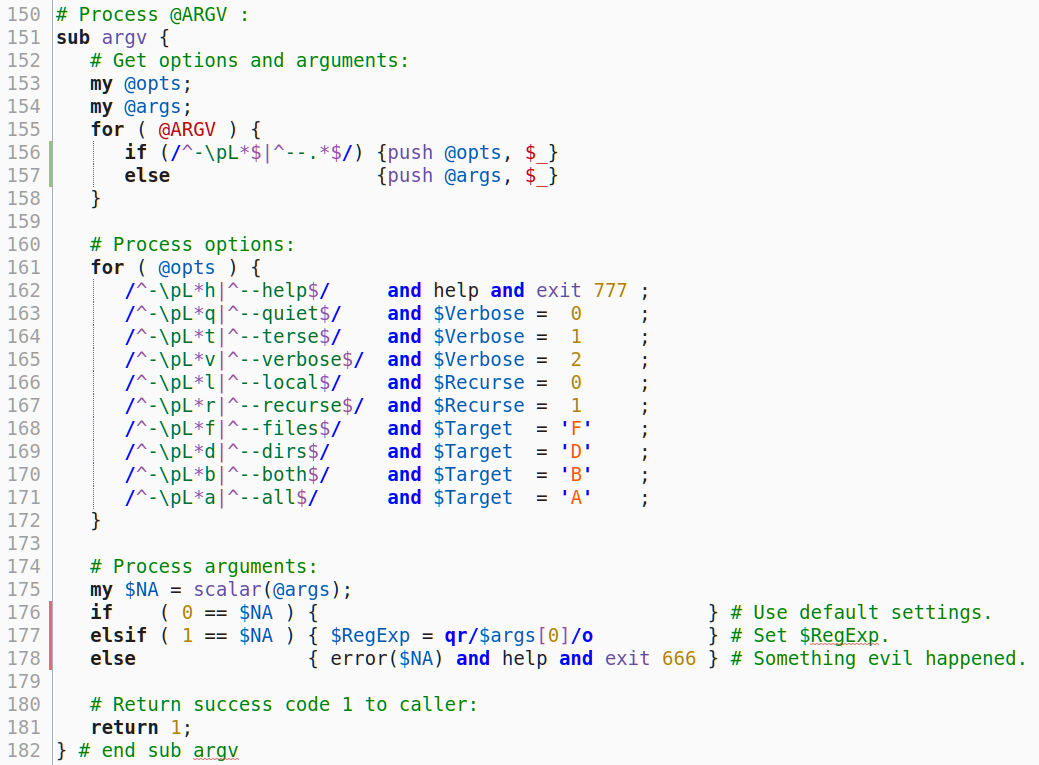 150 # Process @ARGV :
151 sub argv {
152    # Get options and arguments:
153    my @opts;
154    my @args;
155    for ( @ARGV ) {
156       if (/^-\pL*$|^--.*$/) {push @opts, $_}
157       else                  {push @args, $_}
158    }
159
160    # Process options:
161    for ( @opts ) {
162       /^-\pL*h|^--help$/     and help and exit 777 ;
163       /^-\pL*q|^--quiet$/    and $Verbose =  0     ;
164       /^-\pL*t|^--terse$/    and $Verbose =  1     ;
165       /^-\pL*v|^--verbose$/  and $Verbose =  2     ;
166       /^-\pL*l|^--local$/    and $Recurse =  0     ;
167       /^-\pL*r|^--recurse$/  and $Recurse =  1     ;
168       /^-\pL*f|^--files$/    and $Target  = 'F'    ;
169       /^-\pL*d|^--dirs$/     and $Target  = 'D'    ;
170       /^-\pL*b|^--both$/     and $Target  = 'B'    ;
171       /^-\pL*a|^--all$/      and $Target  = 'A'    ;
172    }
173
174    # Process arguments:
175    my $NA = scalar(@args);
176    if    ( 0 == $NA ) {                                  } # Use default settings.
177    elsif ( 1 == $NA ) { $RegExp = qr/$args[0]/o          } # Set $RegExp.
178    else               { error($NA) and help and exit 666 } # Something evil happened.
179
180    # Return success code 1 to caller:
181    return 1;
182 } # end sub argv